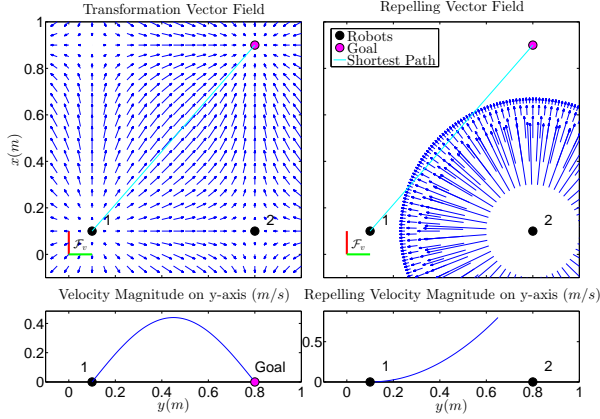 Transformation Vector Field
1
0.8
0.6
0.4
0.2
0
x(m)
1
2
F_v
Repelling Vector Field
Robots
Goal
Shortest Path
1
2
F_v
Velocity Magnitude on y-axis (m/s)
0.4
0.2
0
1
Goal
0 0.2 0.4 0.6 0.8 1
y(m)
Repelling Velocity Magnitude on y-axis (m/s)
0.5
0
1
2
0 0.2 0.4 0.6 0.8 1
y(m)